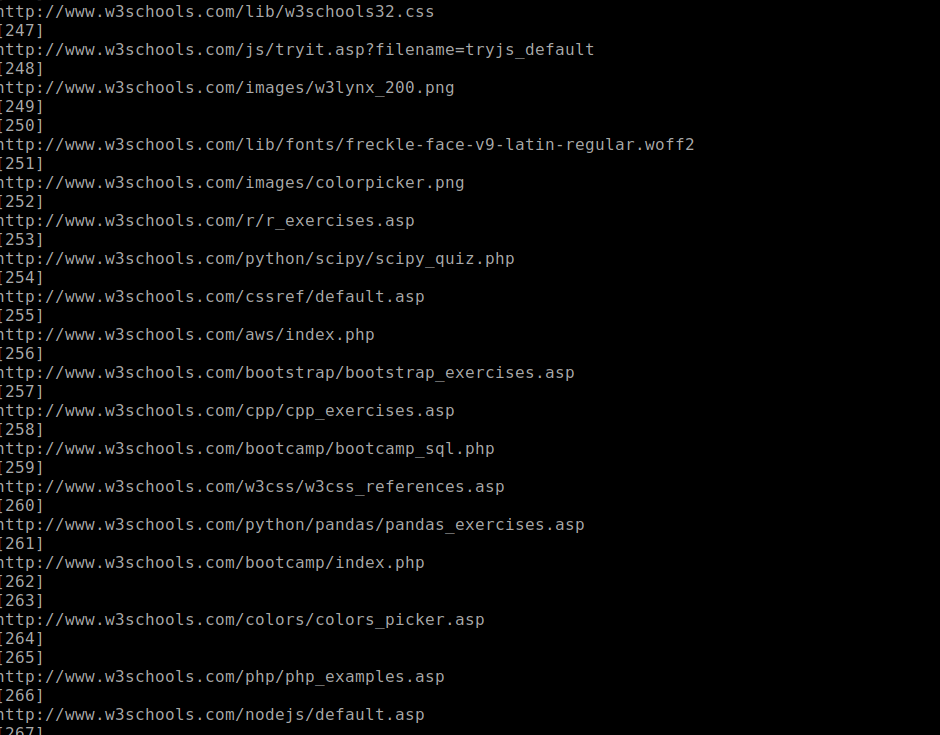 http://www.w3schools.com/lib/w3schools32.css
[247]
http://www.w3schools.com/js/tryit.asp?filename=tryjs_default
[248]
http://www.w3schools.com/images/w3lynx_200.png
[249]
[250]
http://www.w3schools.com/lib/fonts/freckle-face-v9-latin-regular.woff2
[251]
http://www.w3schools.com/images/colorpicker.png
[252]
http://www.w3schools.com/r/r_exercises.asp
[253]
http://www.w3schools.com/python/scipy/scipy_quiz.php
[254]
http://www.w3schools.com/cssref/default.asp
[255]
http://www.w3schools.com/aws/index.php
[256]
http://www.w3schools.com/bootstrap/bootstrap_exercises.asp
[257]
http://www.w3schools.com/cpp/cpp_exercises.asp
[258]
http://www.w3schools.com/bootcamp/bootcamp_sql.php
[259]
http://www.w3schools.com/w3css/w3css_references.asp
[260]
http://www.w3schools.com/python/pandas/pandas_exercises.asp
[261]
http://www.w3schools.com/bootcamp/index.php
[262]
[263]
http://www.w3schools.com/colors/colors_picker.asp
[264]
[265]
http://www.w3schools.com/php/php_examples.asp
[266]
http://www.w3schools.com/nodejs/default.asp
[267]